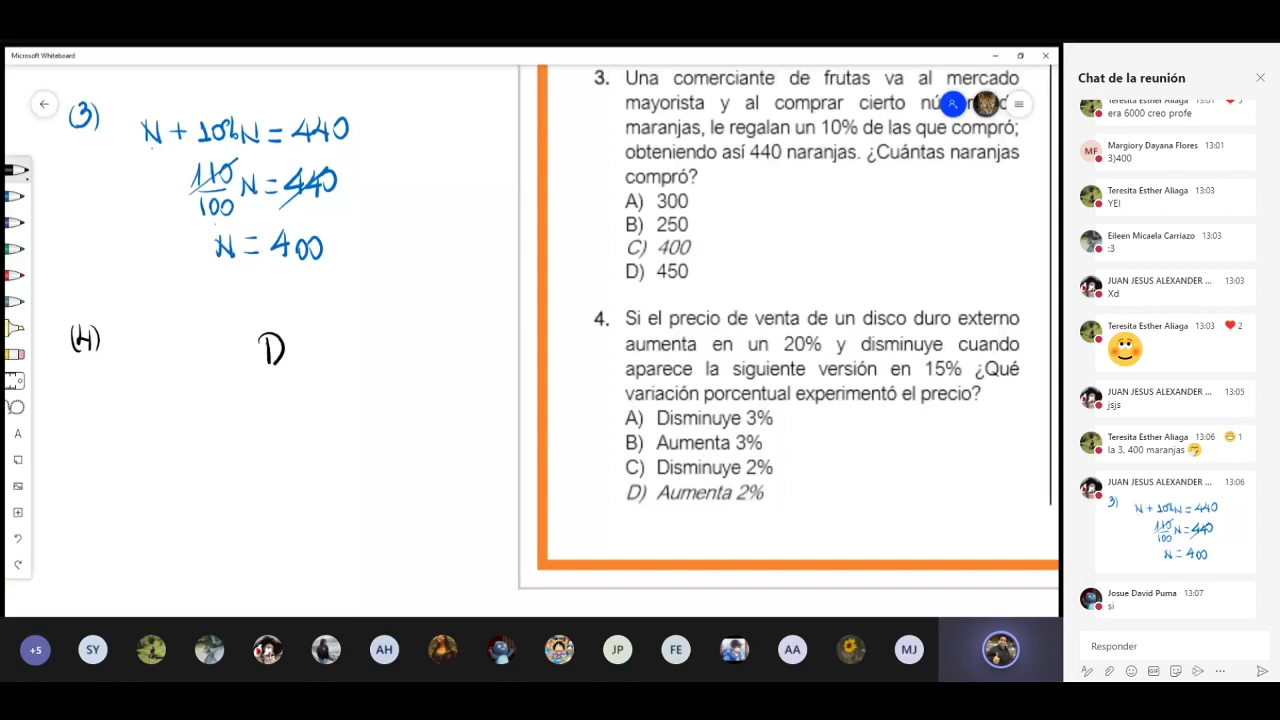 Microsoft Whiteboard
(3)
N + 10%N = 440
110
100
N = 440
N = 400
(4)
D
3. Una comerciante de frutas va al mercado
mayorista y al comprar cierto
maranjas, le regalan un 10% de las que compró;
obteniendo así 440 naranjas. ¿Cuántas naranjas
compró?
A) 300
B) 250
C) 400
D) 450
4. Si el precio de venta de un disco duro externo
aumenta en un 20% y disminuye cuando
aparece la siguiente versión en 15% ¿Qué
variación porcentual experimentó el precio?
A) Disminuye 3%
B) Aumenta 3%
C) Disminuye 2%
D) Aumenta 2%
A
Chat de la reunión
Teresita Esther Aliaga 13:01 3
era 6000 creo profe
MF
Margiory Dayana Flores 13:01
3)400
Teresita Esther Aliaga 13:03
YEI
Eileen Micaela Carriazo 13:03
:3
JUAN JESUS ALEXANDER ... 13:03
Xd
Teresita Esther Aliaga 13:03 2
JUAN JESUS ALEXANDER ... 13:05
jsjs
Teresita Esther Aliaga 13:06 1
la 3, 400 maranjas
JUAN JESUS ALEXANDER ... 13:06
3) N + 10%N = 440
110
100
N = 440
N = 400
Josue David Puma 13:07
si
Responder
GIF
+5 SY AH JP FE AA MJ